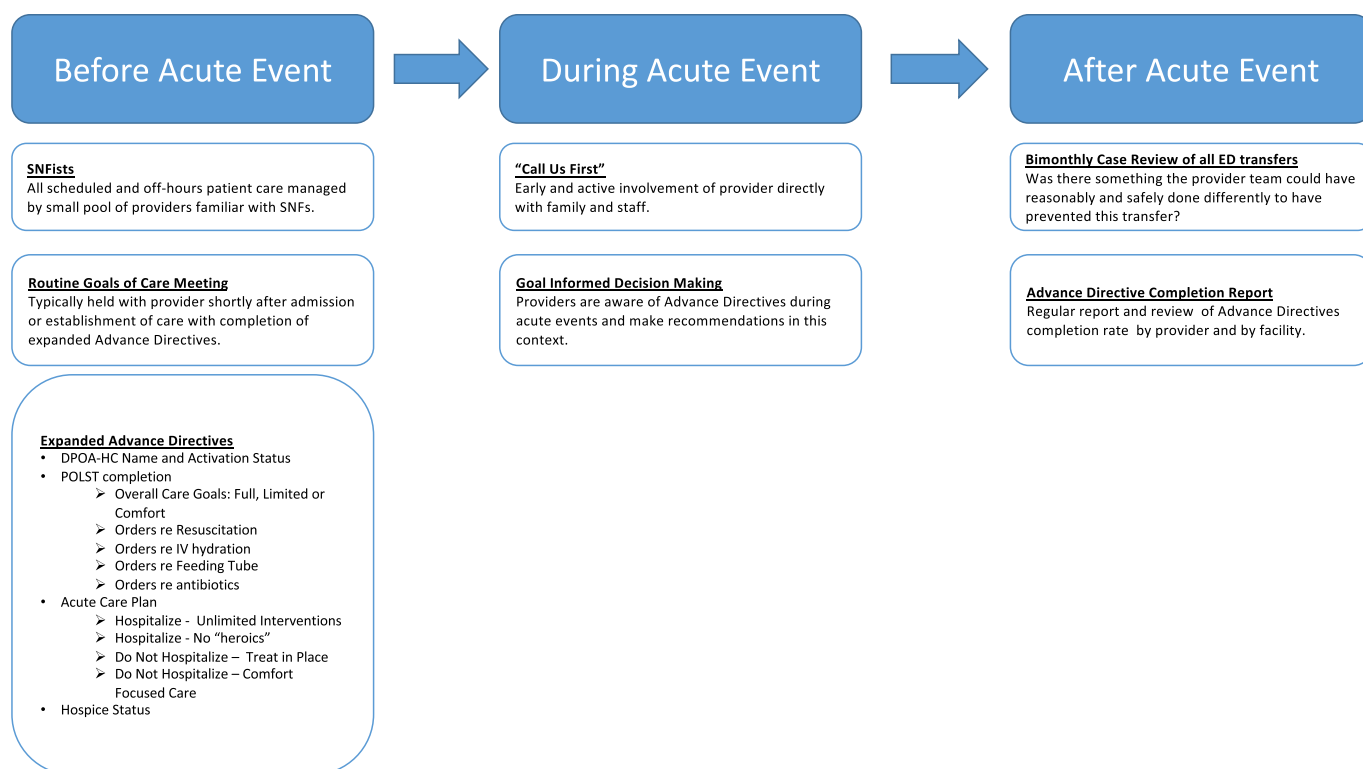 Before Acute Event
During Acute Event
After Acute Event
SNFists
All scheduled and off-hours patient care managed
by small pool of providers familiar with SNFs.
“Call Us First”
Early and active involvement of provider directly
with family and staff.
Bimonthly Case Review of all ED transfers
Was there something the provider team could have
reasonably and safely done differently to have
prevented this transfer?
Routine Goals of Care Meeting
Typically held with provider shortly after admission
or establishment of care with completion of
expanded Advance Directives.
Goal Informed Decision Making
Providers are aware of Advance Directives during
acute events and make recommendations in this
context.
Advance Directive Completion Report
Regular report and review of Advance Directives
completion rate by provider and by facility.
Expanded Advance Directives
• DPOA-HC Name and Activation Status
• POLST completion
➢ Overall Care Goals: Full, Limited or
Comfort
➢ Orders re Resuscitation
➢ Orders re IV hydration
➢ Orders re Feeding Tube
➢ Orders re antibiotics
• Acute Care Plan
➢ Hospitalize - Unlimited Interventions
➢ Hospitalize - No “heroics”
➢ Do Not Hospitalize – Treat in Place
➢ Do Not Hospitalize – Comfort
Focused Care
• Hospice Status